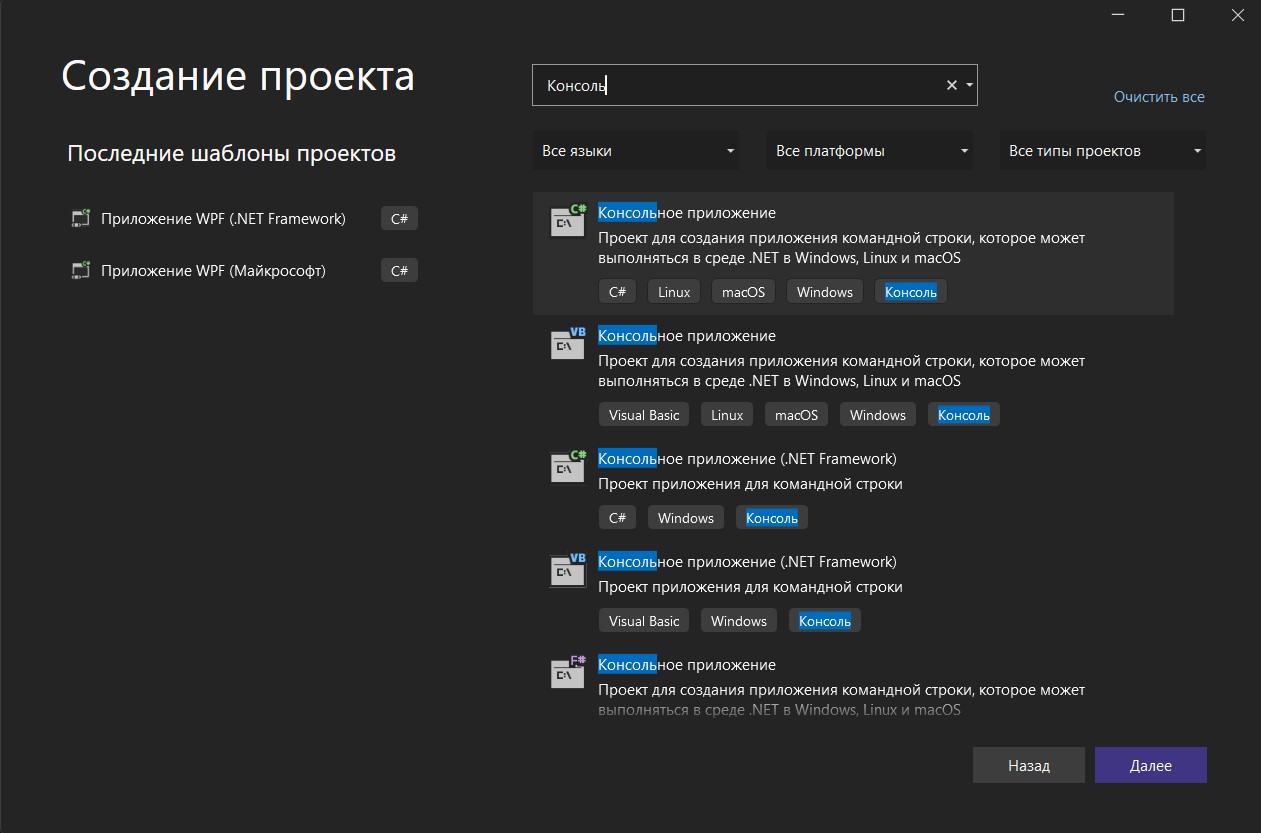 Создание проекта
Последние шаблоны проектов
Приложение WPF (.NET Framework) C#
Приложение WPF (Майкрософт) C#
Консоль
Очистить все
Все языки Все платформы Все типы проектов
C#
C:\
Консольное приложение
Проект для создания приложения командной строки, которое может
выполняться в среде .NET в Windows, Linux и macOS
C# Linux macOS Windows Консоль
VB
C:\
Консольное приложение
Проект для создания приложения командной строки, которое может
выполняться в среде .NET в Windows, Linux и macOS
Visual Basic Linux macOS Windows Консоль
C#
C:\
Консольное приложение (.NET Framework)
Проект приложения для командной строки
C# Windows Консоль
VB
C:\
Консольное приложение (.NET Framework)
Проект приложения для командной строки
Visual Basic Windows Консоль
F#
C:\
Консольное приложение
Проект для создания приложения командной строки, которое может
выполняться в среде .NET в Windows, Linux и macOS
Назад Далее